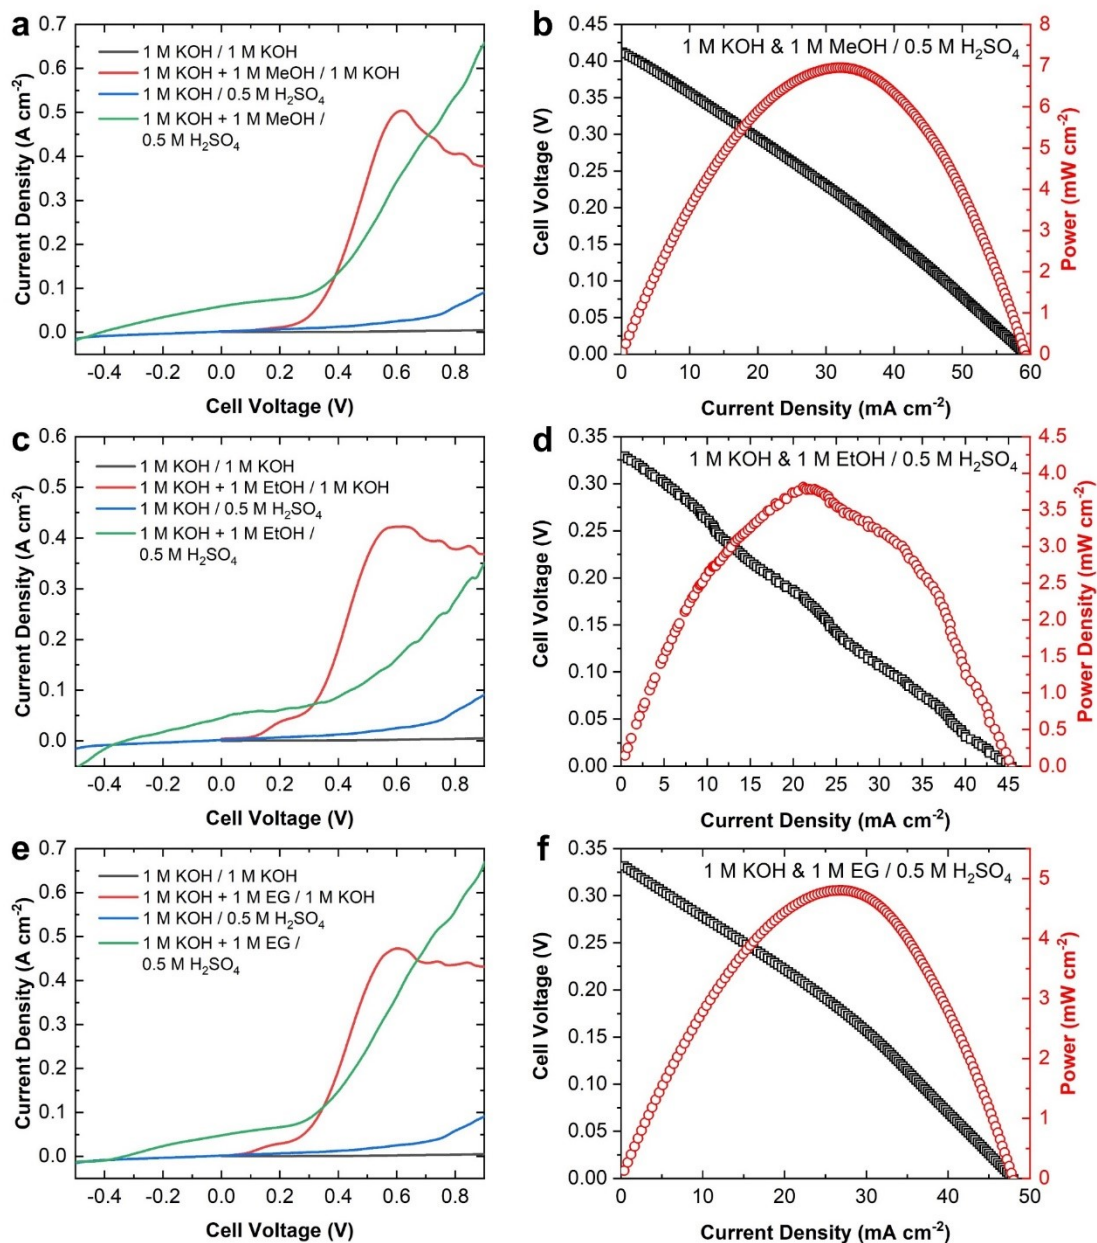 a
0.7
0.6
0.5
0.4
0.3
0.2
0.1
0.0
Current Density (A cm⁻²)
1 M KOH / 1 M KOH
1 M KOH + 1 M MeOH / 1 M KOH
1 M KOH / 0.5 M H₂SO₄
1 M KOH + 1 M MeOH /
0.5 M H₂SO₄
-0.4 -0.2 0.0 0.2 0.4 0.6 0.8
Cell Voltage (V)
b
0.45
0.40
0.35
0.30
0.25
0.20
0.15
0.10
0.05
0.00
Cell Voltage (V)
1 M KOH & 1 M MeOH / 0.5 M H₂SO₄
8
7
6
5
4
3
2
1
0
Power (mW cm⁻²)
0 10 20 30 40 50 60
Current Density (mA cm⁻²)
c
0.6
0.5
0.4
0.3
0.2
0.1
0.0
Current Density (A cm⁻²)
1 M KOH / 1 M KOH
1 M KOH + 1 M EtOH / 1 M KOH
1 M KOH / 0.5 M H₂SO₄
1 M KOH + 1 M EtOH /
0.5 M H₂SO₄
-0.4 -0.2 0.0 0.2 0.4 0.6 0.8
Cell Voltage (V)
d
0.35
0.30
0.25
0.20
0.15
0.10
0.05
0.00
Cell Voltage (V)
1 M KOH & 1 M EtOH / 0.5 M H₂SO₄
4.5
4.0
3.5
3.0
2.5
2.0
1.5
1.0
0.5
0.0
Power Density (mW cm⁻²)
0 5 10 15 20 25 30 35 40 45
Current Density (mA cm⁻²)
e
0.7
0.6
0.5
0.4
0.3
0.2
0.1
0.0
Current Density (A cm⁻²)
1 M KOH / 1 M KOH
1 M KOH + 1 M EG / 1 M KOH
1 M KOH / 0.5 M H₂SO₄
1 M KOH + 1 M EG /
0.5 M H₂SO₄
-0.4 -0.2 0.0 0.2 0.4 0.6 0.8
Cell Voltage (V)
f
0.35
0.30
0.25
0.20
0.15
0.10
0.05
0.00
Cell Voltage (V)
1 M KOH & 1 M EG / 0.5 M H₂SO₄
5
4
3
2
1
0
Power (mW cm⁻²)
0 10 20 30 40 50
Current Density (mA cm⁻²)